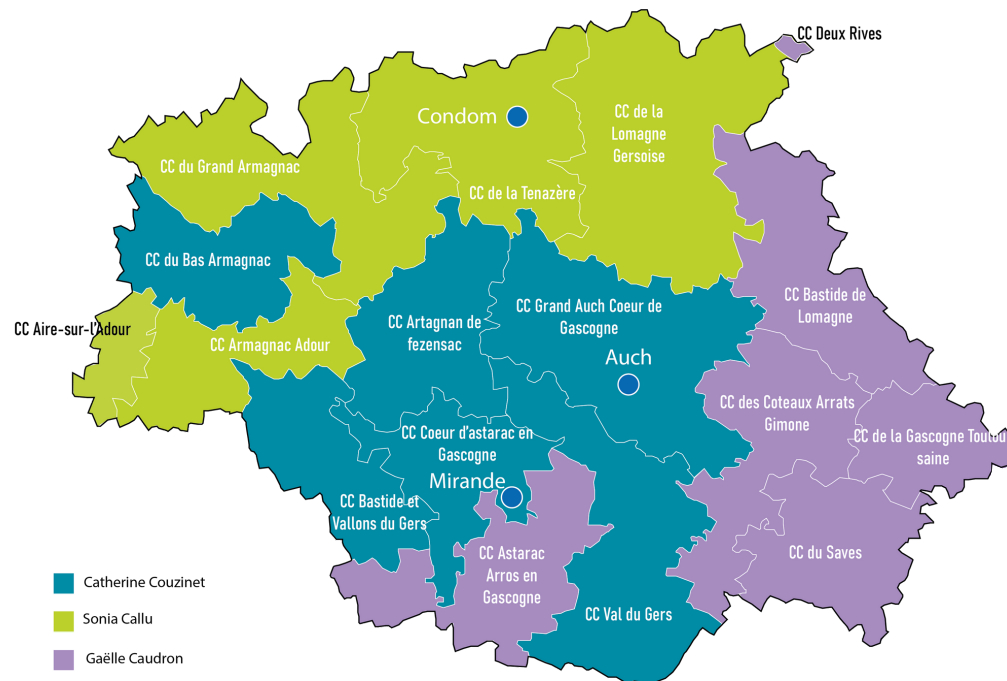 CC Deux Rives
Condom
CC de la
Lomagne
Gersoise
CC du Grand Armagnac
CC de la Tenazère
CC du Bas Armagnac
CC Bastide de
Lomagne
CC Grand Auch Coeur de
Gascogne
CC Aire-sur-l'Adour
CC Artagnan de
fezensac
CC Armagnac Adour
Auch
CC des Coteaux Arrats
Gimone
CC Coeur d'astarac en
Gascogne
CC de la Gascogne Toulou
saine
Mirande
CC Bastide et
Vallons du Gers
CC Astarac
Arros en
Gascogne
CC du Saves
CC Val du Gers
Catherine Couzinet
Sonia Callu
Gaëlle Caudron